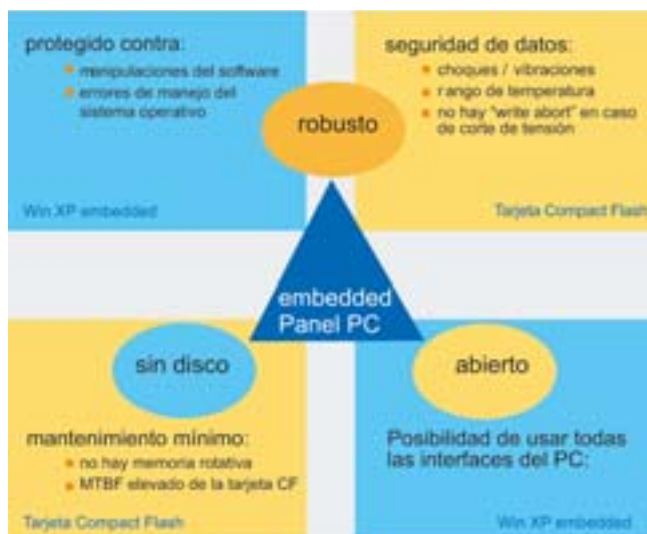 protegido contra:
manipulaciones del software
errores de manejo del
sistema operativo
Win XP embedded
seguridad de datos:
choques / vibraciones
rango de temperatura
no hay "write abort" en caso
de corte de tensión
Tarjeta Compact Flash
robusto
embedded
Panel PC
sin disco
mantenimiento mínimo:
no hay memoria rotativa
MTBF elevado de la tarjeta CF
Tarjeta Compact Flash
abierto
Posibilidad de usar todas
las interfaces del PC:
Win XP embedded